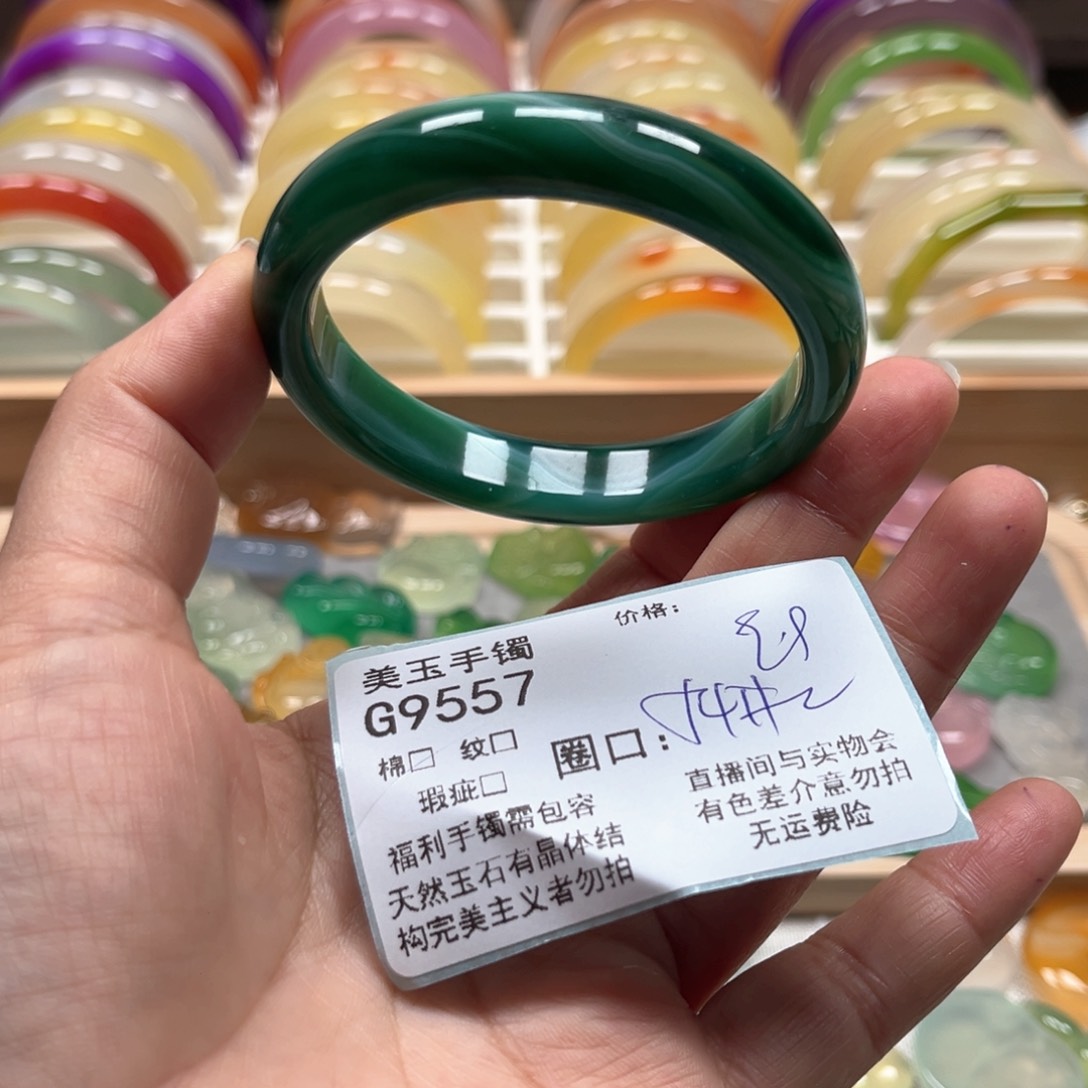 价格:
美玉手镯
G9557
棉☑ 纹☐
瑕疵☐
圈口:
福利手镯需包容
天然玉石有晶体结
构完美主义者勿拍
直播间与实物会
有色差介意勿拍
无运费险